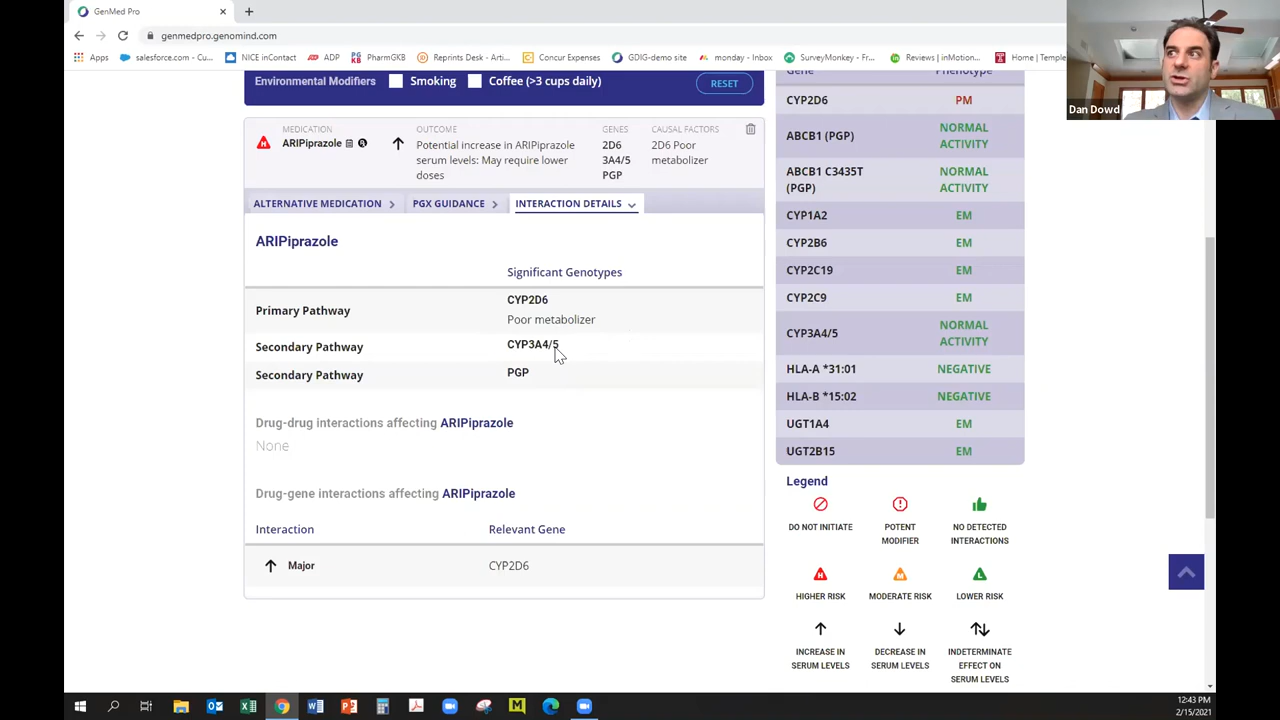 GenMed Pro
genmedpro.genomind.com
Apps
salesforce.com - Cu...
NICE inContact
ADP
PharmGKB
Reprints Desk - Arti...
Concur Expenses
GDIG-demo site
monday - Inbox
SurveyMonkey - Fr...
Reviews | inMotion...
Home | Temple
Dan Dowd
Environmental Modifiers
Smoking
Coffee (>3 cups daily)
RESET
MEDICATION
ARIPiprazole
OUTCOME
Potential increase in ARIPiprazole
serum levels: May require lower
doses
GENES
2D6
3A4/5
PGP
CAUSAL FACTORS
2D6 Poor
metabolizer
ALTERNATIVE MEDICATION
PGX GUIDANCE
INTERACTION DETAILS
ARIPiprazole
Significant Genotypes
Primary Pathway
CYP2D6
Poor metabolizer
Secondary Pathway
CYP3A4/5
Secondary Pathway
PGP
Drug-drug interactions affecting ARIPiprazole
None
Drug-gene interactions affecting ARIPiprazole
Interaction
Relevant Gene
Major
CYP2D6
Gene
Phenotype
CYP2D6
PM
ABCB1 (PGP)
NORMAL
ACTIVITY
ABCB1 C3435T
(PGP)
NORMAL
ACTIVITY
CYP1A2
EM
CYP2B6
EM
CYP2C19
EM
CYP2C9
EM
CYP3A4/5
NORMAL
ACTIVITY
HLA-A *31:01
NEGATIVE
HLA-B *15:02
NEGATIVE
UGT1A4
EM
UGT2B15
EM
Legend
DO NOT INITIATE
POTENT
MODIFIER
NO DETECTED
INTERACTIONS
H
HIGHER RISK
M
MODERATE RISK
L
LOWER RISK
INCREASE IN
SERUM LEVELS
DECREASE IN
SERUM LEVELS
INDETERMINATE
EFFECT ON
SERUM LEVELS
12:43 PM
2/15/2021